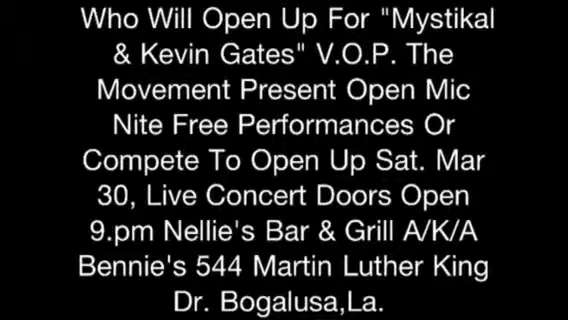 Who Will Open Up For "Mystikal
& Kevin Gates" V.O.P. The
Movement Present Open Mic
Nite Free Performances Or
Compete To Open Up Sat. Mar
30, Live Concert Doors Open
9.pm Nellie's Bar & Grill A/K/A
Bennie's 544 Martin Luther King
Dr. Bogalusa,La.